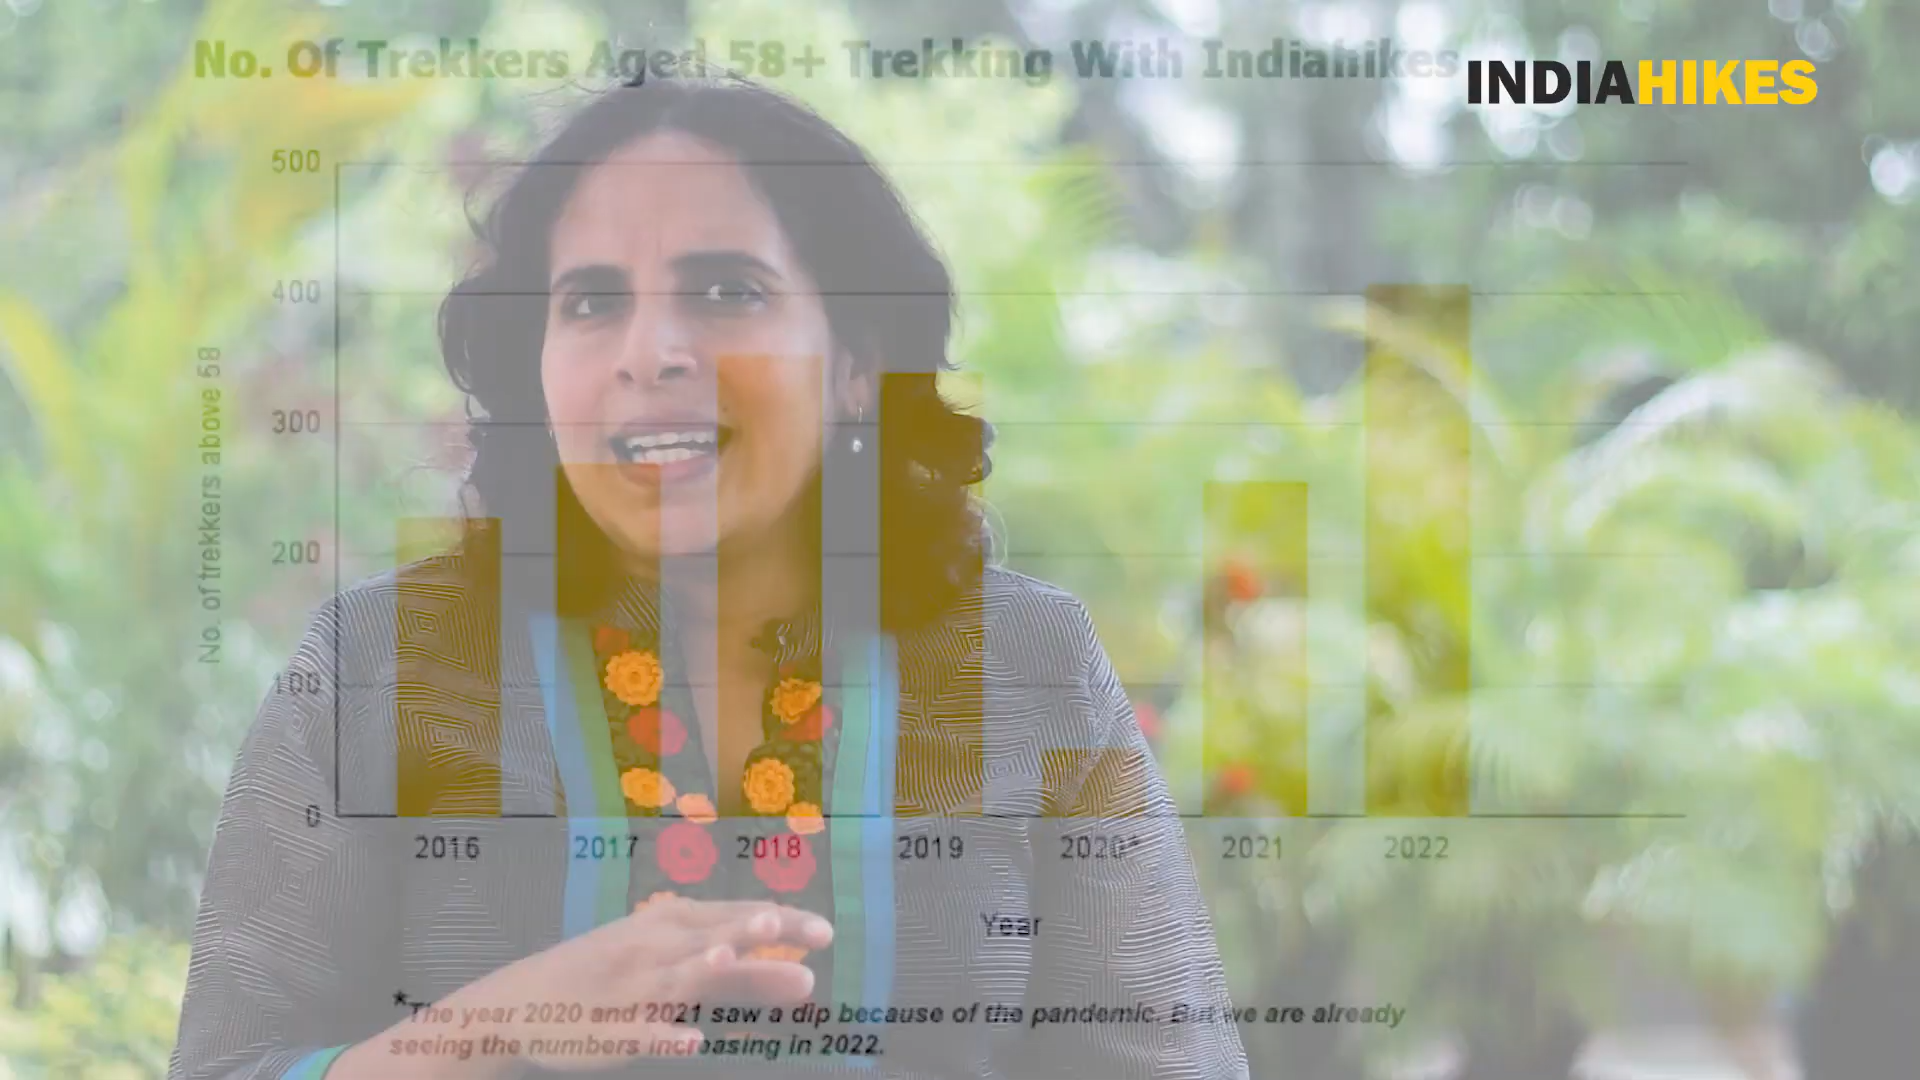 No. Of Trekkers Aged 58+ Trekking With Indiahikes
INDIAHIKES
500
400
300
200
100
0
No. of trekkers above 58
2016 2017 2018 2019 2020* 2021 2022
Year
*The year 2020 and 2021 saw a dip because of the pandemic. But we are already
seeing the numbers increasing in 2022.